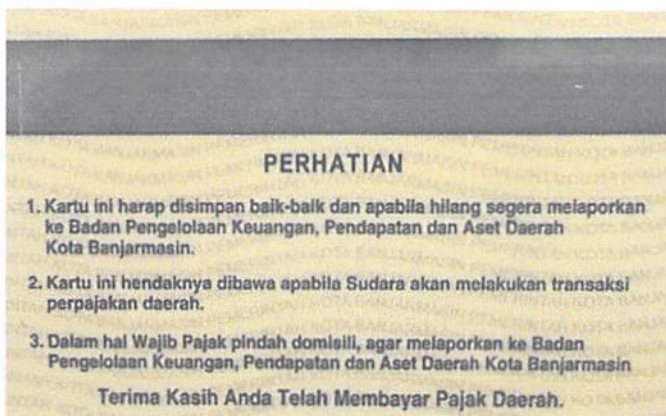 PERHATIAN
1. Kartu ini harap disimpan baik-baik dan apabila hilang segera melaporkan
ke Badan Pengelolaan Keuangan, Pendapatan dan Aset Daerah
Kota Banjarmasin.
2. Kartu ini hendaknya dibawa apabila Sudara akan melakukan transaksi
perpajakan daerah.
3. Dalam hal Wajib Pajak pindah domisili, agar melaporkan ke Badan
Pengelolaan Keuangan, Pendapatan dan Aset Daerah Kota Banjarmasin
Terima Kasih Anda Telah Membayar Pajak Daerah.